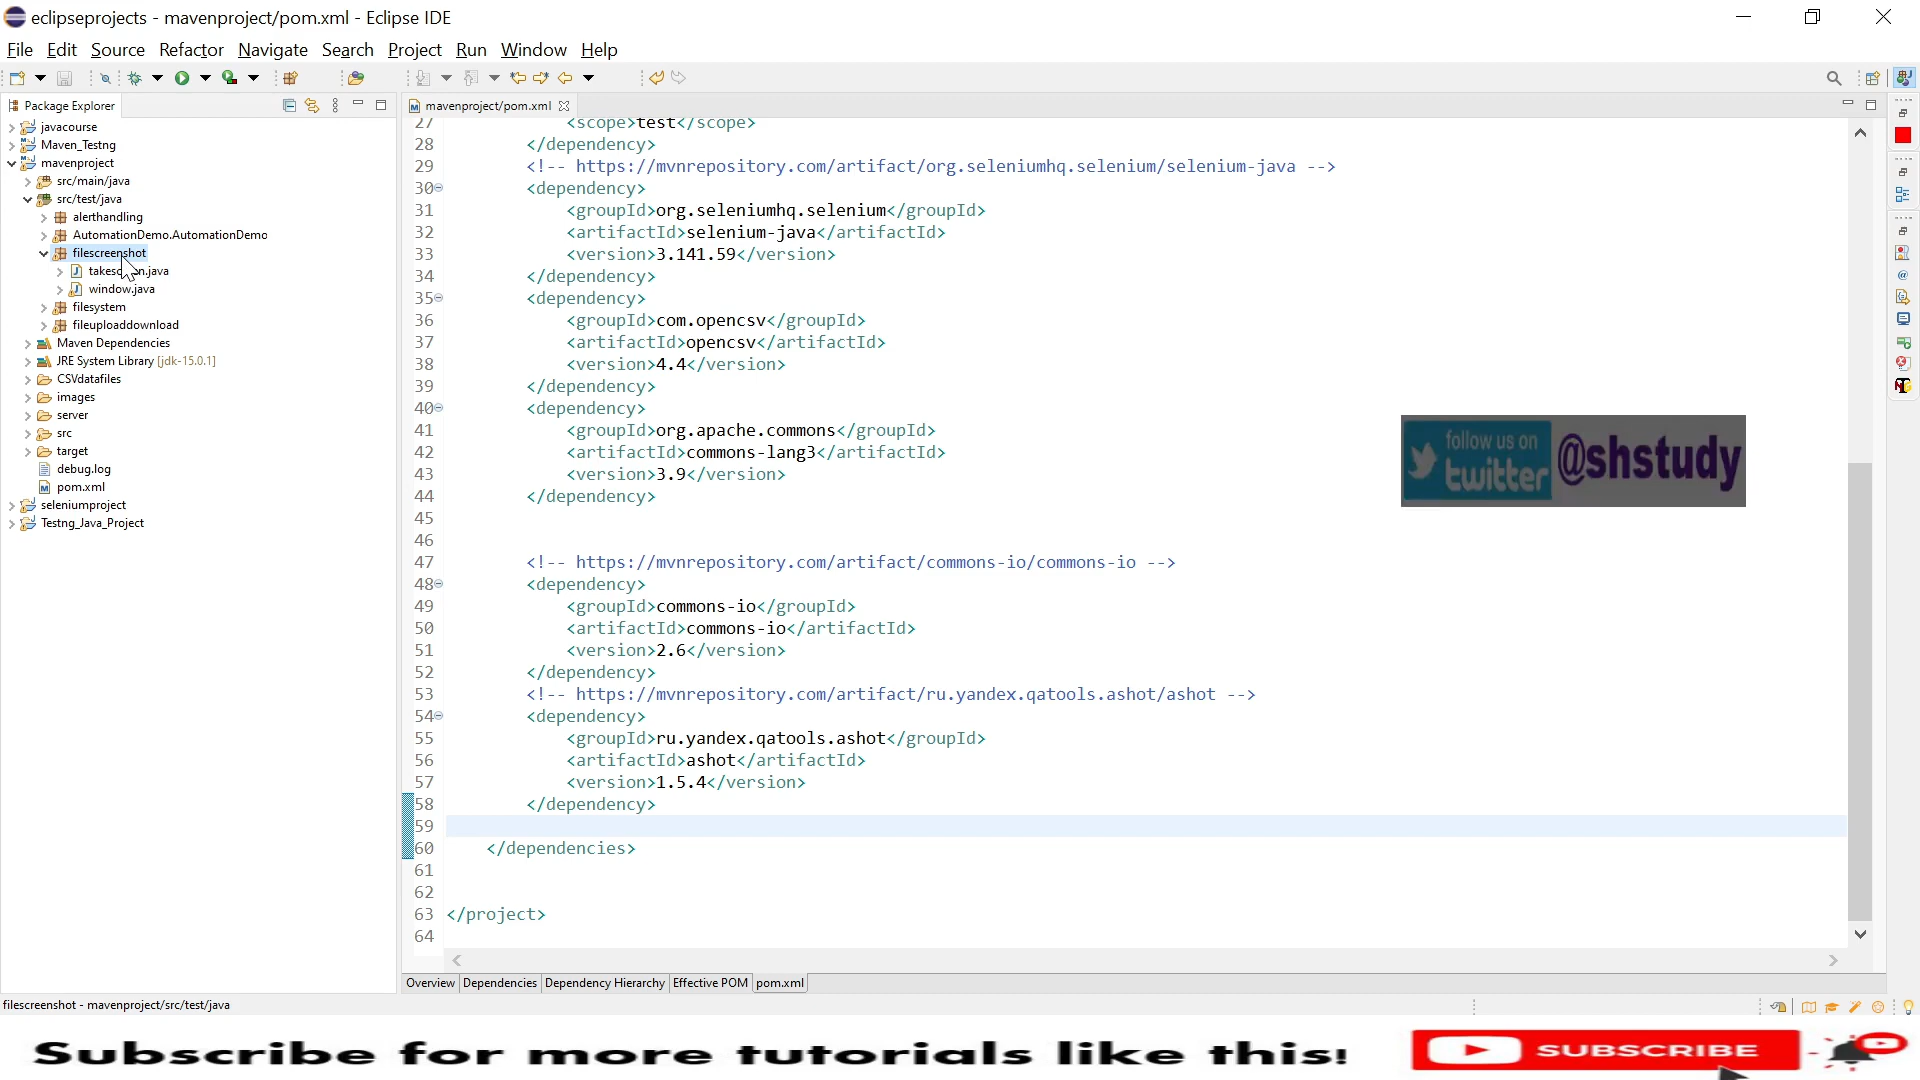 eclipseprojects - mavenproject/pom.xml - Eclipse IDE
File Edit Source Refactor Navigate Search Project Run Window Help
Package Explorer
mavenproject/pom.xml
javacourse
Maven_Testng
mavenproject
src/main/java
src/test/java
alerthandling
AutomationDemo.AutomationDemo
filescreenshot
window.java
filesystem
fileuploaddownload
Maven Dependencies
JRE System Library [jdk-15.0.1]
CSVdatafiles
images
server
src
target
debug.log
pom.xml
seleniumproject
Testng_Java_Project
27 <scope>test</scope>
28 </dependency>
29 <!-- https://mvnrepository.com/artifact/org.seleniumhq.selenium/selenium-java -->
30 <dependency>
31 <groupId>org.seleniumhq.selenium</groupId>
32 <artifactId>selenium-java</artifactId>
33 <version>3.141.59</version>
34 </dependency>
35 <dependency>
36 <groupId>com.opencsv</groupId>
37 <artifactId>opencsv</artifactId>
38 <version>4.4</version>
39 </dependency>
40 <dependency>
41 <groupId>org.apache.commons</groupId>
42 <artifactId>commons-lang3</artifactId>
43 <version>3.9</version>
44 </dependency>
45
46
47 <!-- https://mvnrepository.com/artifact/commons-io/commons-io -->
48 <dependency>
49 <groupId>commons-io</groupId>
50 <artifactId>commons-io</artifactId>
51 <version>2.6</version>
52 </dependency>
53 <!-- https://mvnrepository.com/artifact/ru.yandex.qatools.ashot/ashot -->
54 <dependency>
55 <groupId>ru.yandex.qatools.ashot</groupId>
56 <artifactId>ashot</artifactId>
57 <version>1.5.4</version>
58 </dependency>
59
60 </dependencies>
61
62
63 </project>
64
follow us on
twitter @shstudy
Overview Dependencies Dependency Hierarchy Effective POM pom.xml
filescreenshot - mavenproject/src/test/java
Subscribe for more tutorials like this! SUBSCRIBE